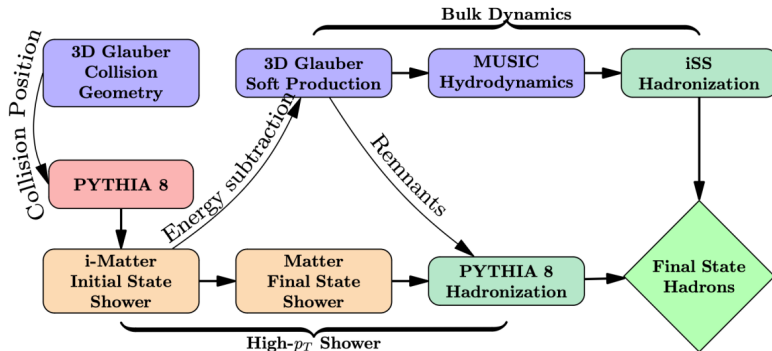 Bulk Dynamics
3D Glauber
Collision
Geometry
3D Glauber
Soft Production
MUSIC
Hydrodynamics
iSS
Hadronization
Collision Position
Energy subtraction
Remnants
PYTHIA 8
i-Matter
Initial State
Shower
Matter
Final State
Shower
PYTHIA 8
Hadronization
Final State
Hadrons
High-p_T Shower